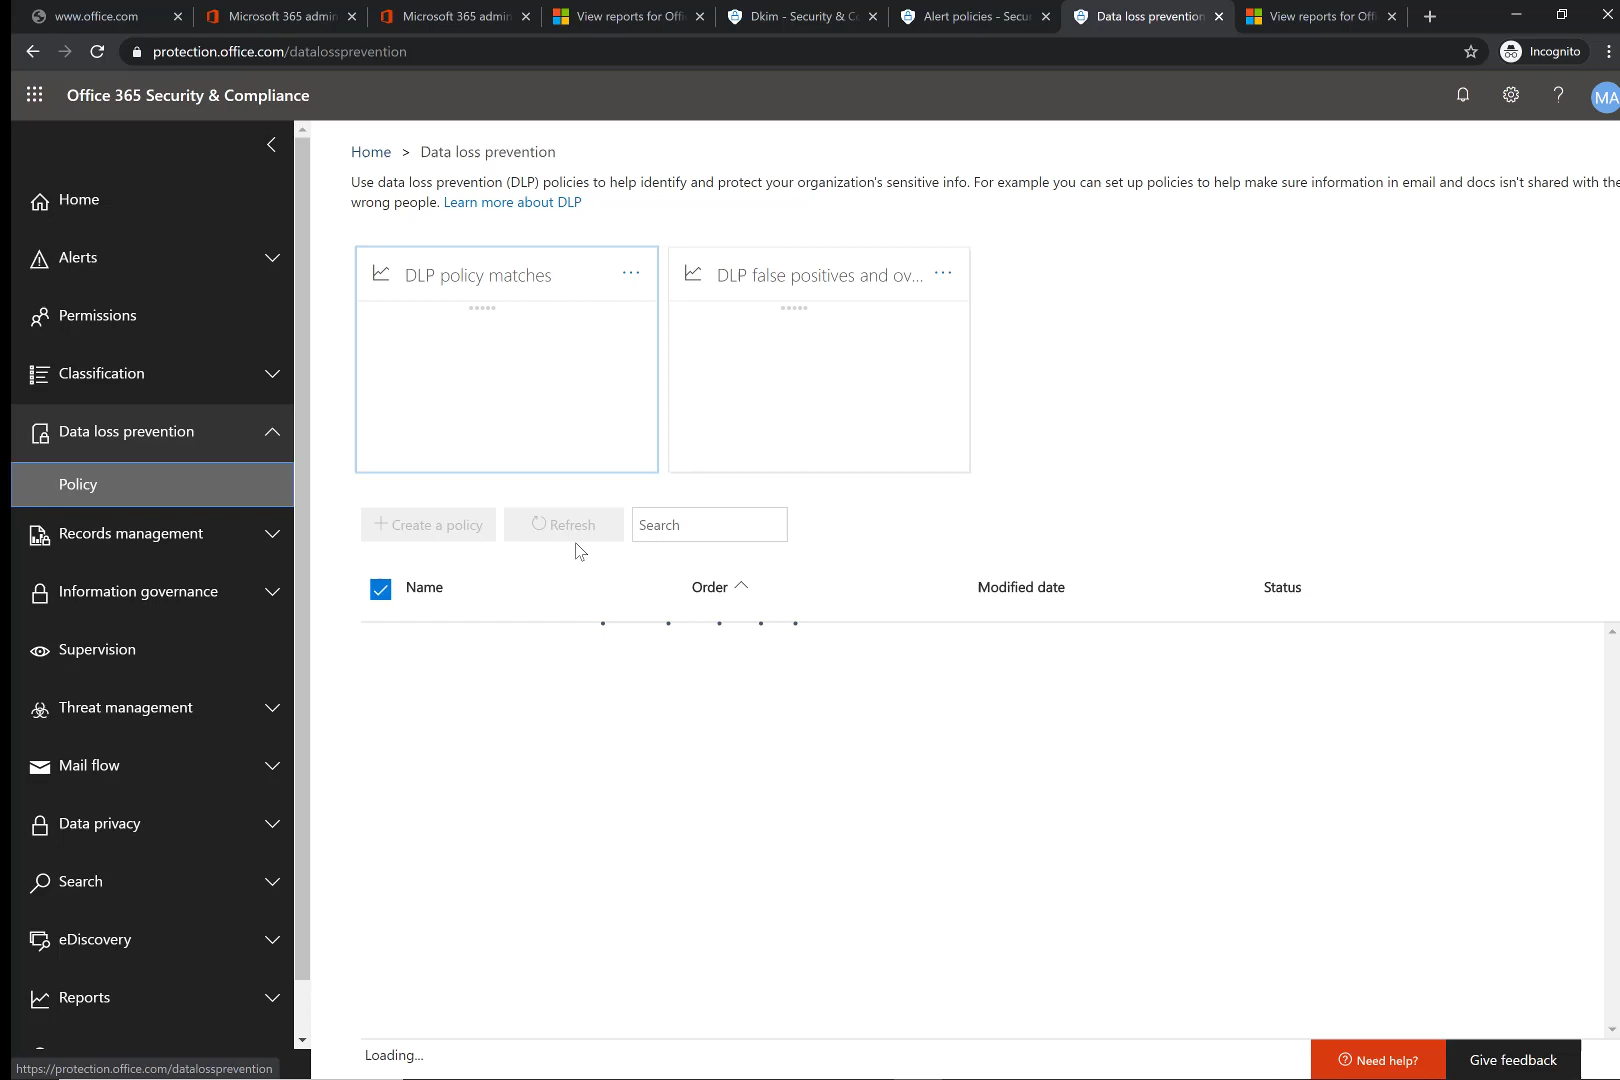 www.office.com
Microsoft 365 admin
Microsoft 365 admin
View reports for Offi
Dkim - Security & Co
Alert policies - Secu
Data loss prevention
View reports for Offi
protection.office.com/datalossprevention
Incognito
Office 365 Security & Compliance
?
MA
Home
Alerts
Permissions
Classification
Data loss prevention
Policy
Records management
Information governance
Supervision
Threat management
Mail flow
Data privacy
Search
eDiscovery
Reports
https://protection.office.com/datalossprevention
Home > Data loss prevention
Use data loss prevention (DLP) policies to help identify and protect your organization's sensitive info. For example you can set up policies to help make sure information in email and docs isn't shared with the
wrong people. Learn more about DLP
DLP policy matches ...
DLP false positives and ov... ...
+ Create a policy
Refresh
Search
Name Order Modified date Status
Loading...
Need help?
Give feedback